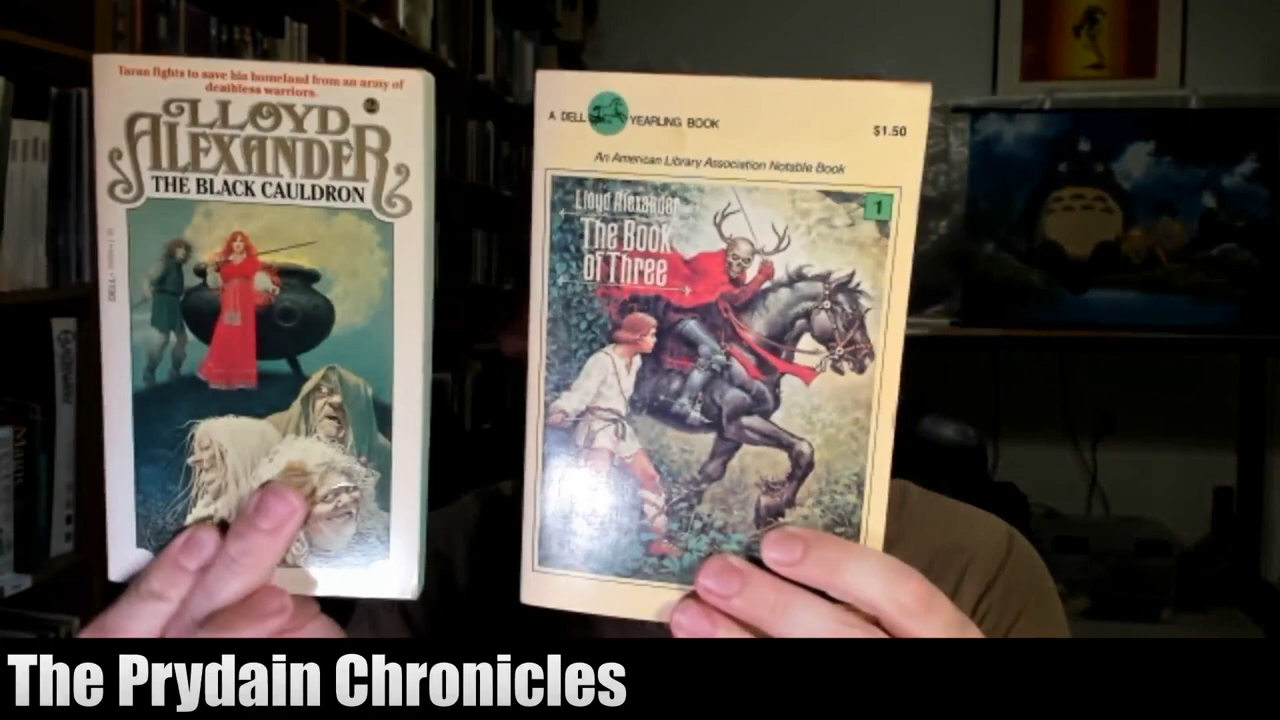 Taran fights to save his homeland from an army of
deathless warriors.
LLOYD
ALEXANDER
THE BLACK CAULDRON
A DELL YEARLING BOOK
$1.50
An American Library Association Notable Book
1
Lloyd Alexander
The Book
of Three
The Prydain Chronicles